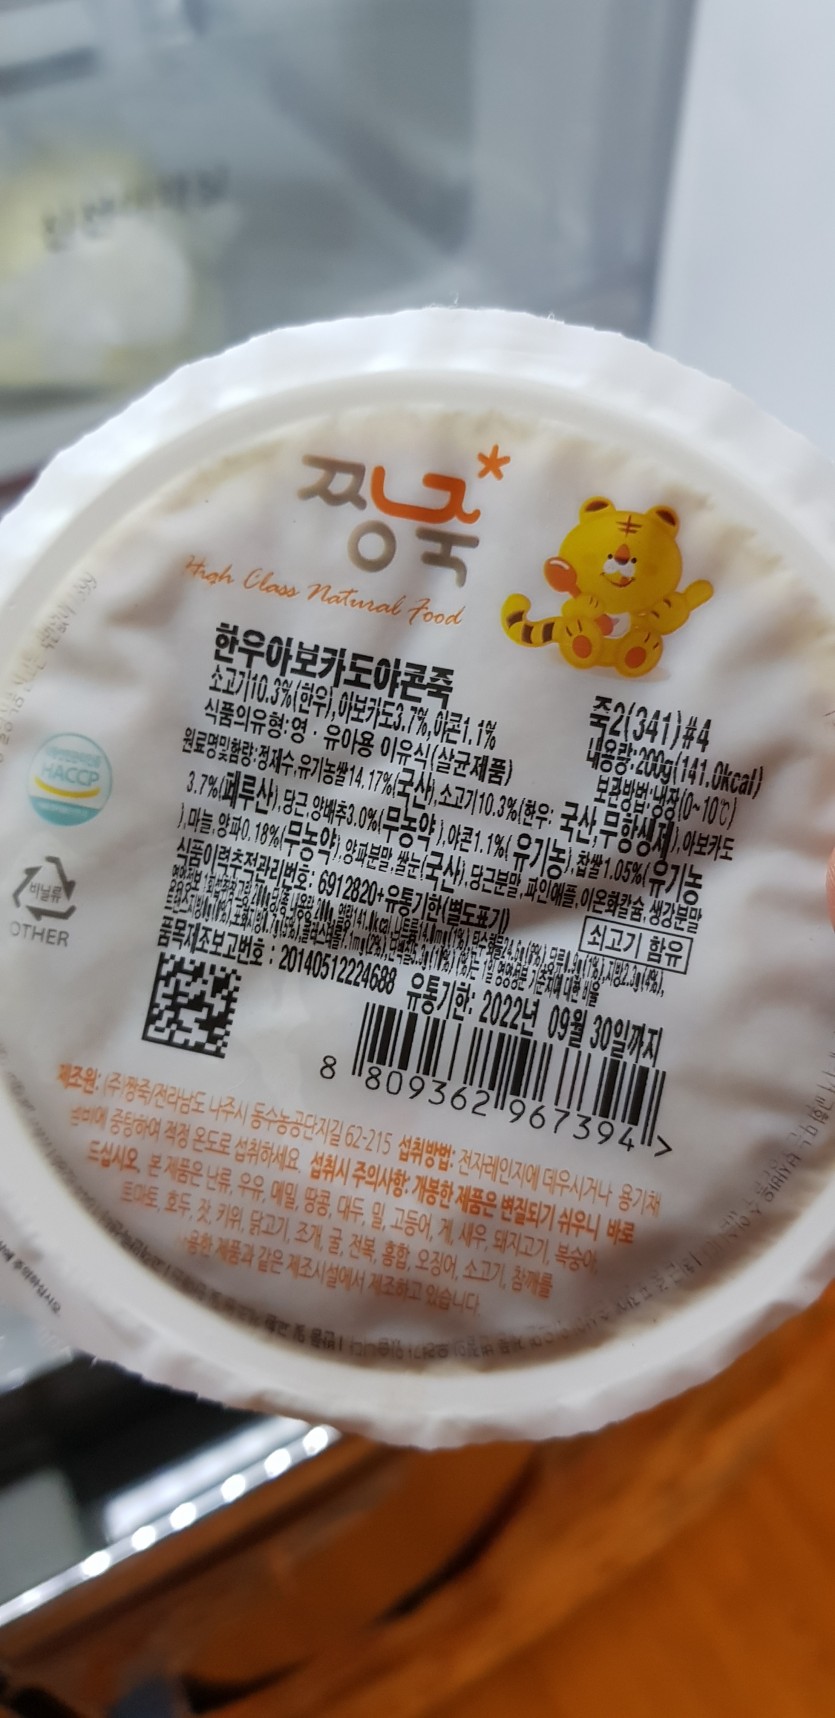 짱죽
High Class Natural Food
한우아보카도야콘죽
죽2(341)#4
소고기10.3%(한우),아보카도3.7%,야콘1.1%
내용량:200g(141.0kcal)
식품의유형:영·유아용 이유식(살균제품)
보관방법:냉장(0~10℃)
원료명및함량:정제수,유기농쌀14.17%(국산),소고기10.3%(한우: 국산,무항생제),아보카도
3.7%(페루산),당근,양배추3.0%(무농약),야콘1.1%(유기농),찹쌀1.05%(유기농
),마늘,양파0.18%(무농약),양파분말,쌀눈(국산),당근분말,파인애플,이온화칼슘,생강분말
식품이력추적관리번호: 6912820+유통기한(별도표기)
쇠고기 함유
품목제조보고번호: 20140512224688 유통기한: 2022년 09월 30일까지
8 809362 967394 >
HACCP
비닐류
OTHER
제조원: (주)짱죽/전라남도 나주시 동수농공단지길 62-215 섭취방법: 전자레인지에 데우시거나 용기채
중탕하여 적정 온도로 섭취하세요 섭취시 주의사항: 개봉한 제품은 변질되기 쉬우니 바로
드십시오. 본 제품은 난류, 우유, 메밀, 땅콩, 대두, 밀, 고등어, 게, 새우, 돼지고기, 복숭아,
토마토, 호두, 잣, 키위, 닭고기, 조개, 굴, 전복, 홍합, 오징어, 소고기, 참깨를
제품과 같은 제조시설에서 제조하고 있습니다.